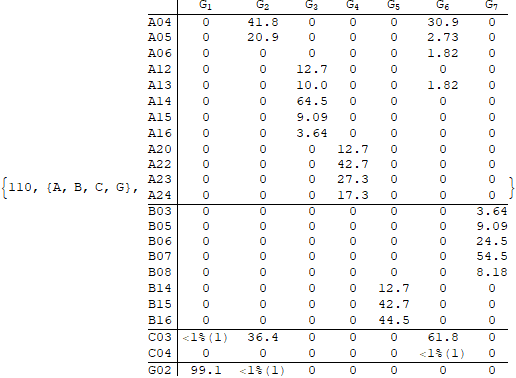 G₁ G₂ G₃ G₄ G₅ G₆ G₇
A04 0 41.8 0 0 0 30.9 0
A05 0 20.9 0 0 0 2.73 0
A06 0 0 0 0 0 1.82 0
A12 0 0 12.7 0 0 0 0
A13 0 0 10.0 0 0 1.82 0
A14 0 0 64.5 0 0 0 0
A15 0 0 9.09 0 0 0 0
A16 0 0 3.64 0 0 0 0
A20 0 0 0 12.7 0 0 0
A22 0 0 0 42.7 0 0 0
{110, {A, B, C, G}, A23 0 0 0 27.3 0 0 0 }
A24 0 0 0 17.3 0 0 0
B03 0 0 0 0 0 0 3.64
B05 0 0 0 0 0 0 9.09
B06 0 0 0 0 0 0 24.5
B07 0 0 0 0 0 0 54.5
B08 0 0 0 0 0 0 8.18
B14 0 0 0 0 12.7 0 0
B15 0 0 0 0 42.7 0 0
B16 0 0 0 0 44.5 0 0
C03 <1%(1) 36.4 0 0 0 61.8 0
C04 0 0 0 0 0 <1%(1) 0
G02 99.1 <1%(1) 0 0 0 0 0